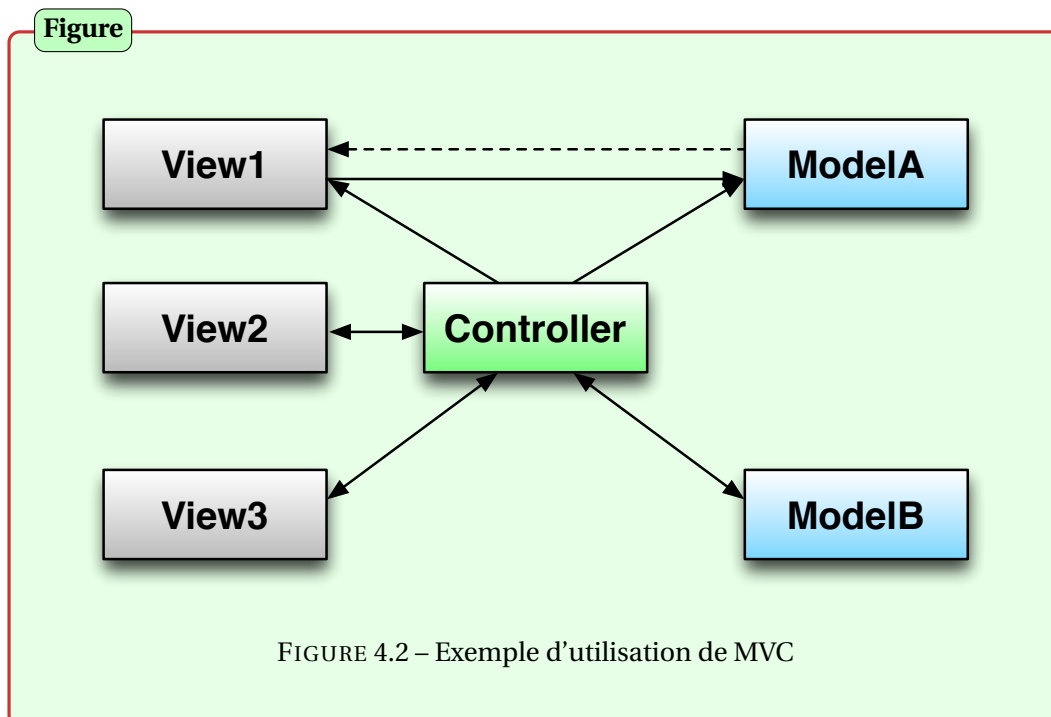 Figure
View1
ModelA
View2
Controller
View3
ModelB
FIGURE 4.2 – Exemple d'utilisation de MVC